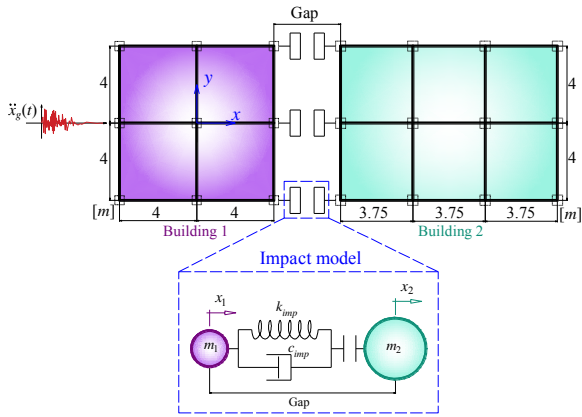 Gap
4
y
4
ẍg(t)
x
4
4
[m]
4
4
3.75
3.75
3.75
[m]
Building 1
Building 2
Impact model
x1
kimp
x2
m1
cimp
m2
Gap